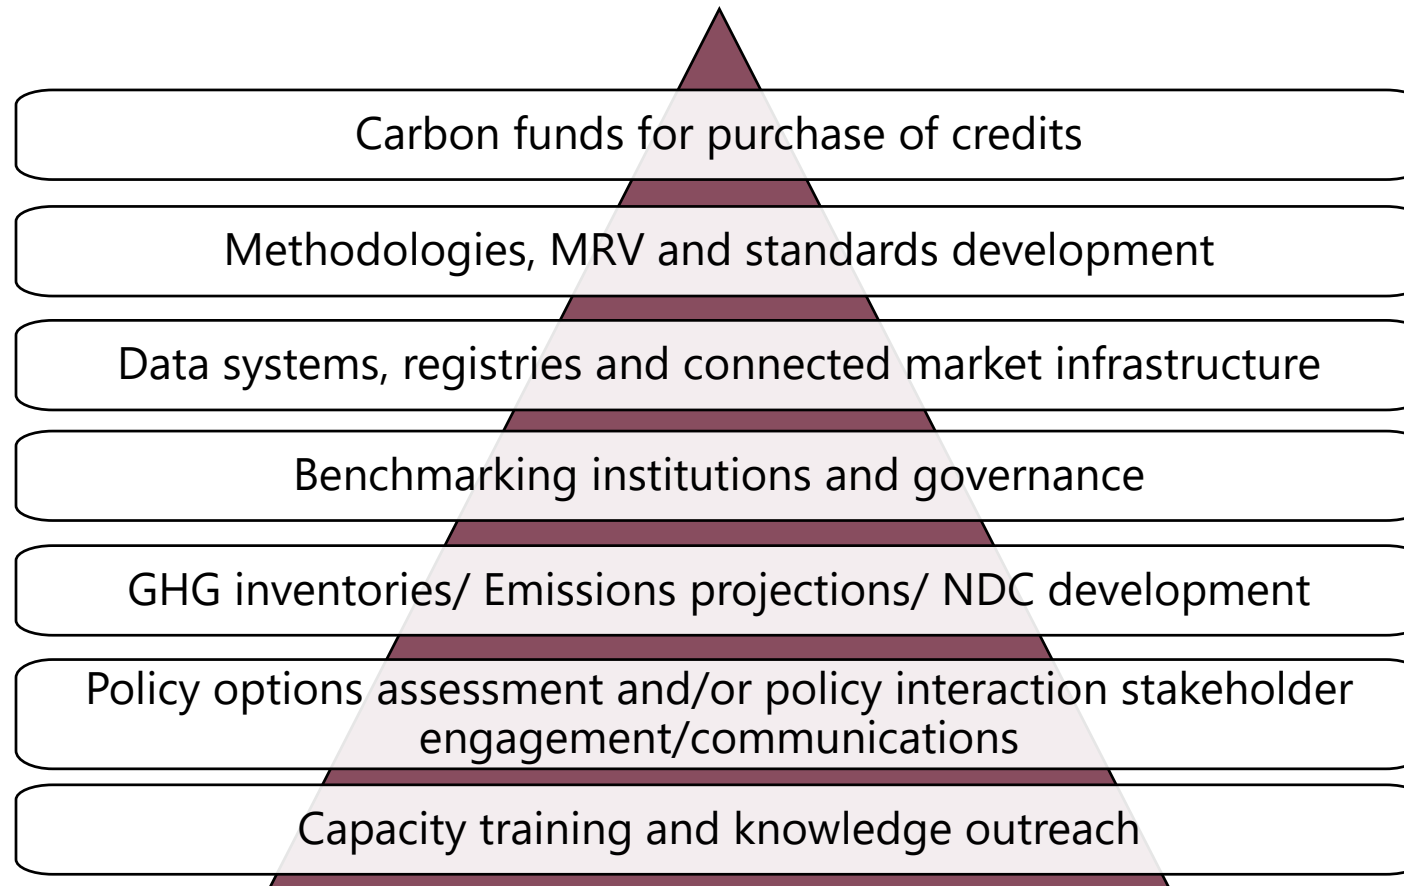 Carbon funds for purchase of credits
Methodologies, MRV and standards development
Data systems, registries and connected market infrastructure
Benchmarking institutions and governance
GHG inventories/ Emissions projections/ NDC development
Policy options assessment and/or policy interaction stakeholder
engagement/communications
Capacity training and knowledge outreach